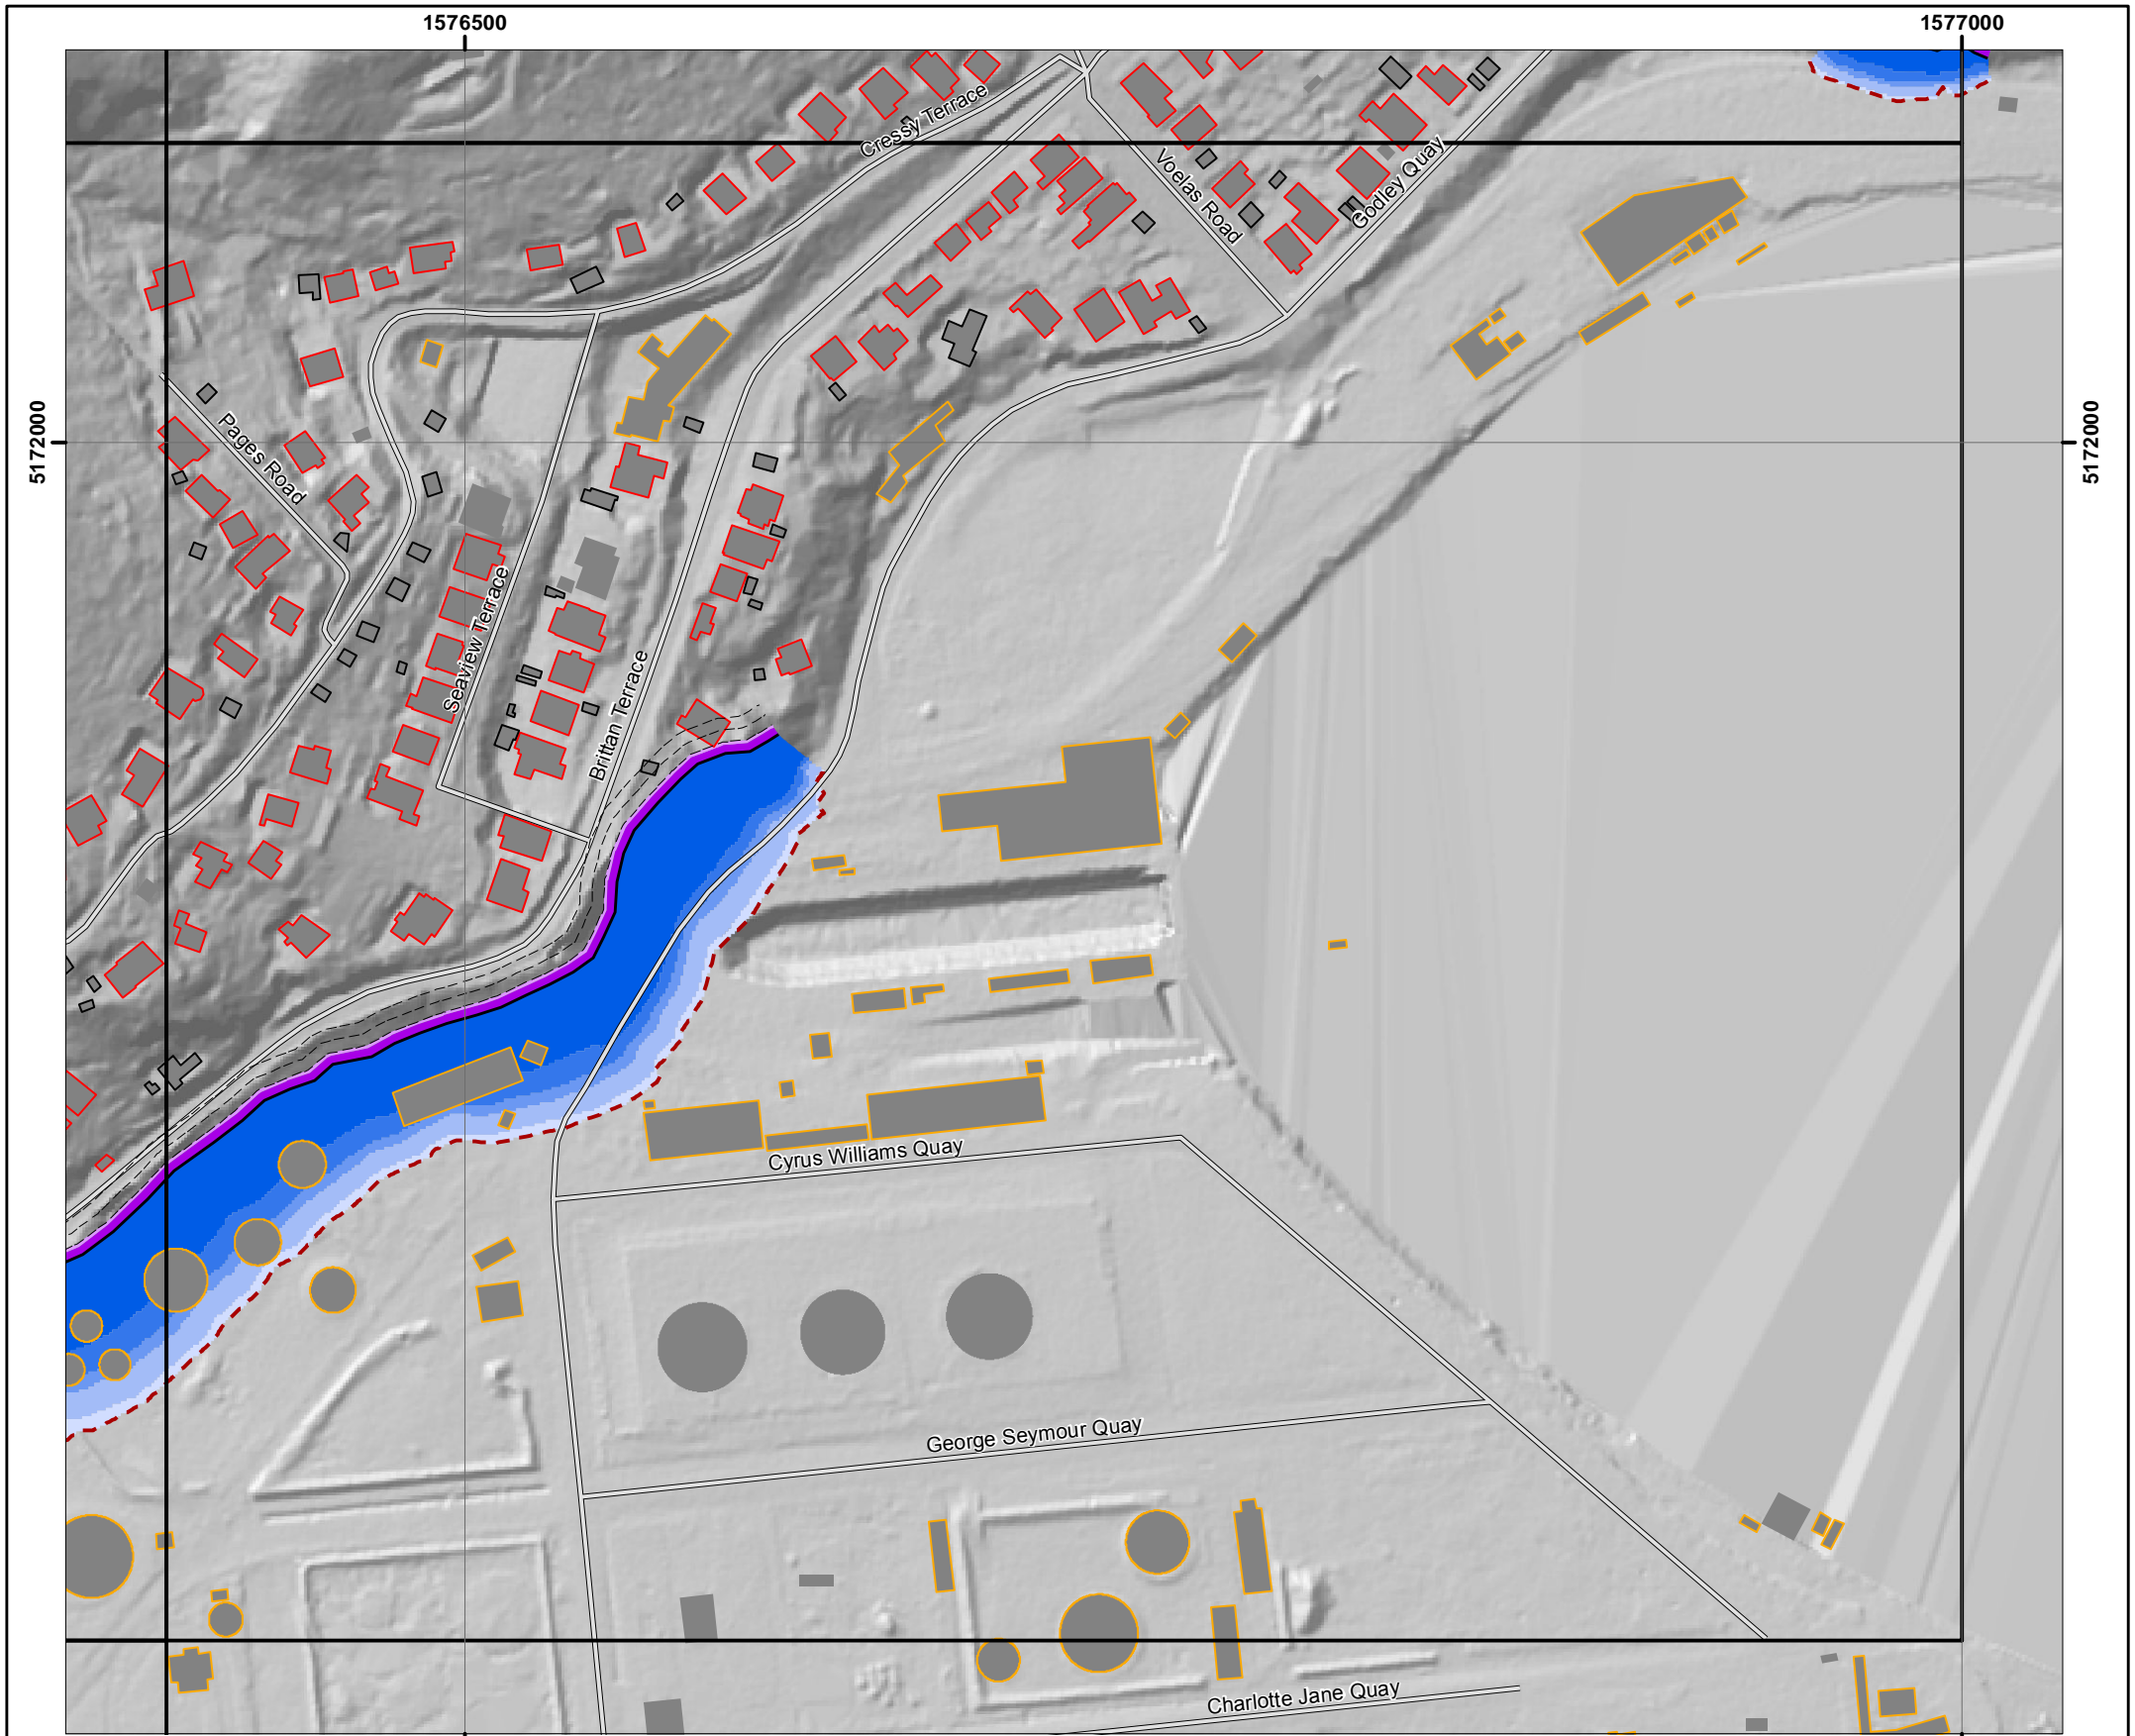 1576500
1577000
Cressy Terrace
Voelas Road
Godley Quay
5172000
5172000
Pages Road
Seaview Terrace
Brittan Terrace
Cyrus Williams Quay
George Seymour Quay
Charlotte Jane Quay